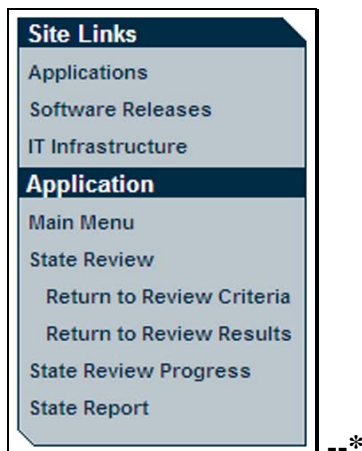 Site Links
Applications
Software Releases
IT Infrastructure
Application
Main Menu
State Review
Return to Review Criteria
Return to Review Results
State Review Progress
State Report
--*